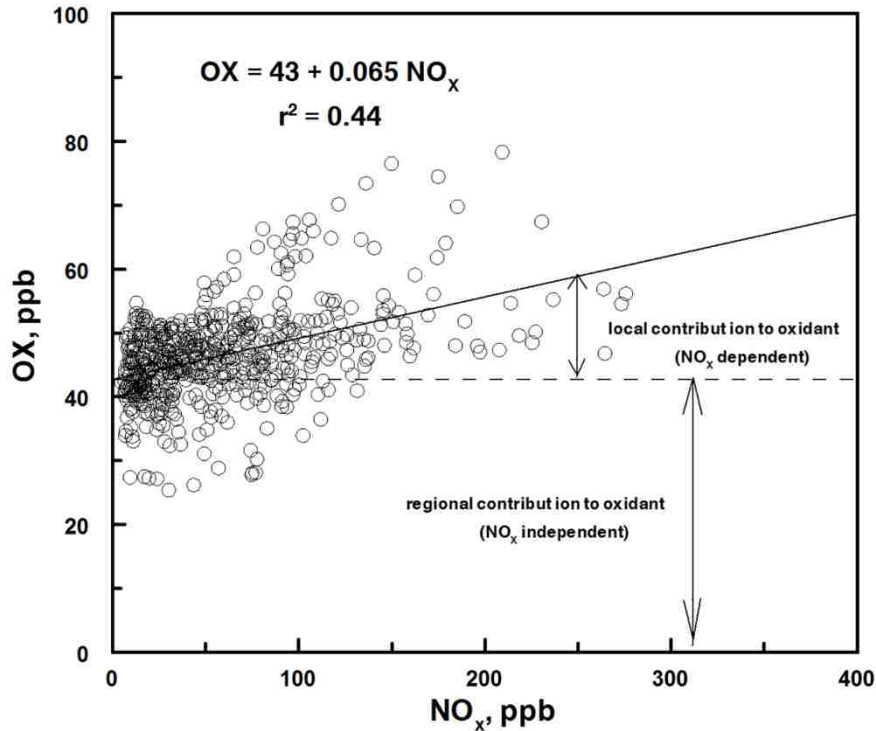 OX = 43 + 0.065 NOₓ
r² = 0.44
OX, ppb
100
80
60
40
20
0
local contribut ion to oxidant
(NOₓ dependent)
regional contribut ion to oxidant
(NOₓ independent)
0
100
200
300
400
NOₓ, ppb